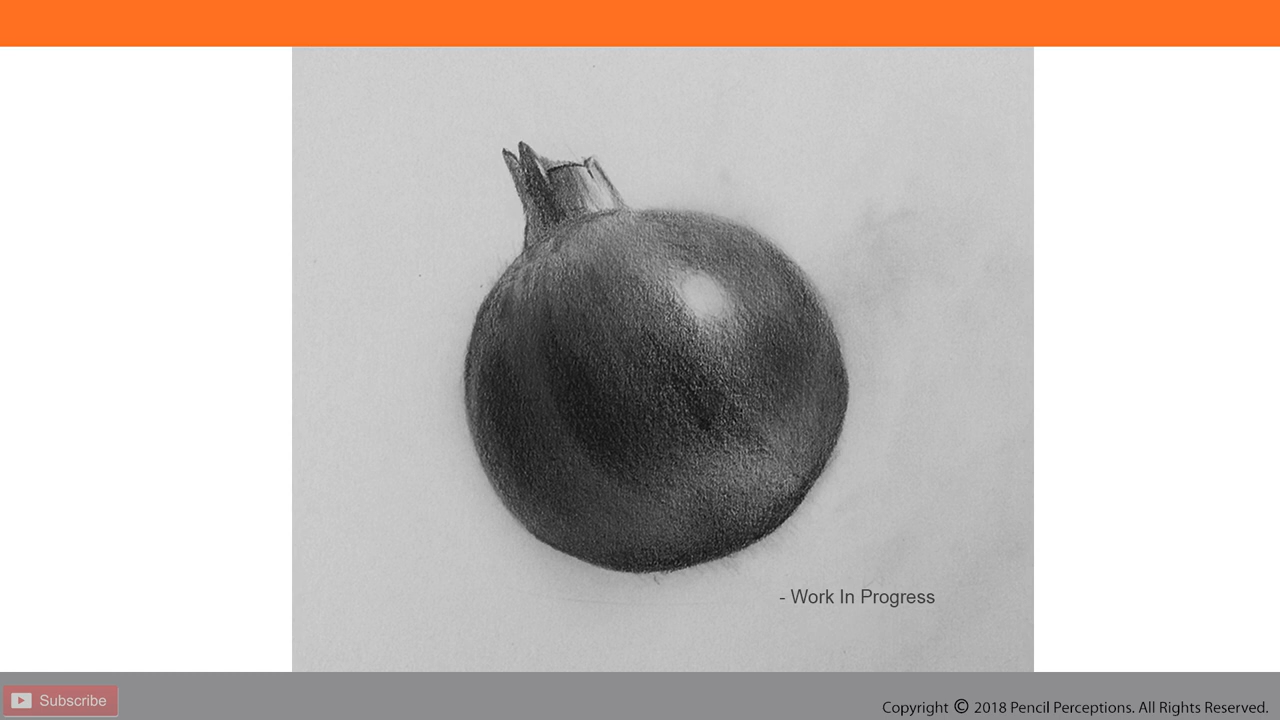 - Work In Progress
Subscribe
Copyright © 2018 Pencil Perceptions. All Rights Reserved.